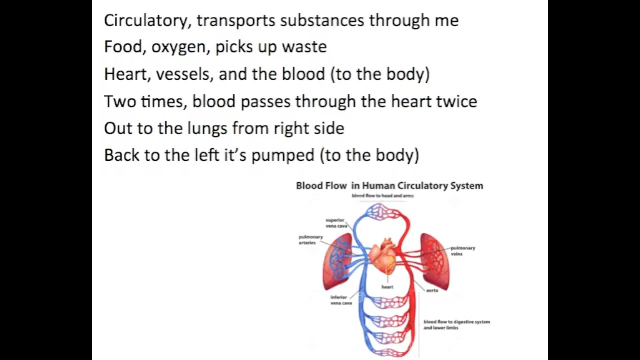 Circulatory, transports substances through me
Food, oxygen, picks up waste
Heart, vessels, and the blood (to the body)
Two times, blood passes through the heart twice
Out to the lungs from right side
Back to the left it's pumped (to the body)
Blood Flow in Human Circulatory System
blood flow to head and arms
superior
vena cava
pulmonary
arteries
pulmonary
veins
heart
inferior
vena cava
aorta
blood flow to digestive system
and lower limbs